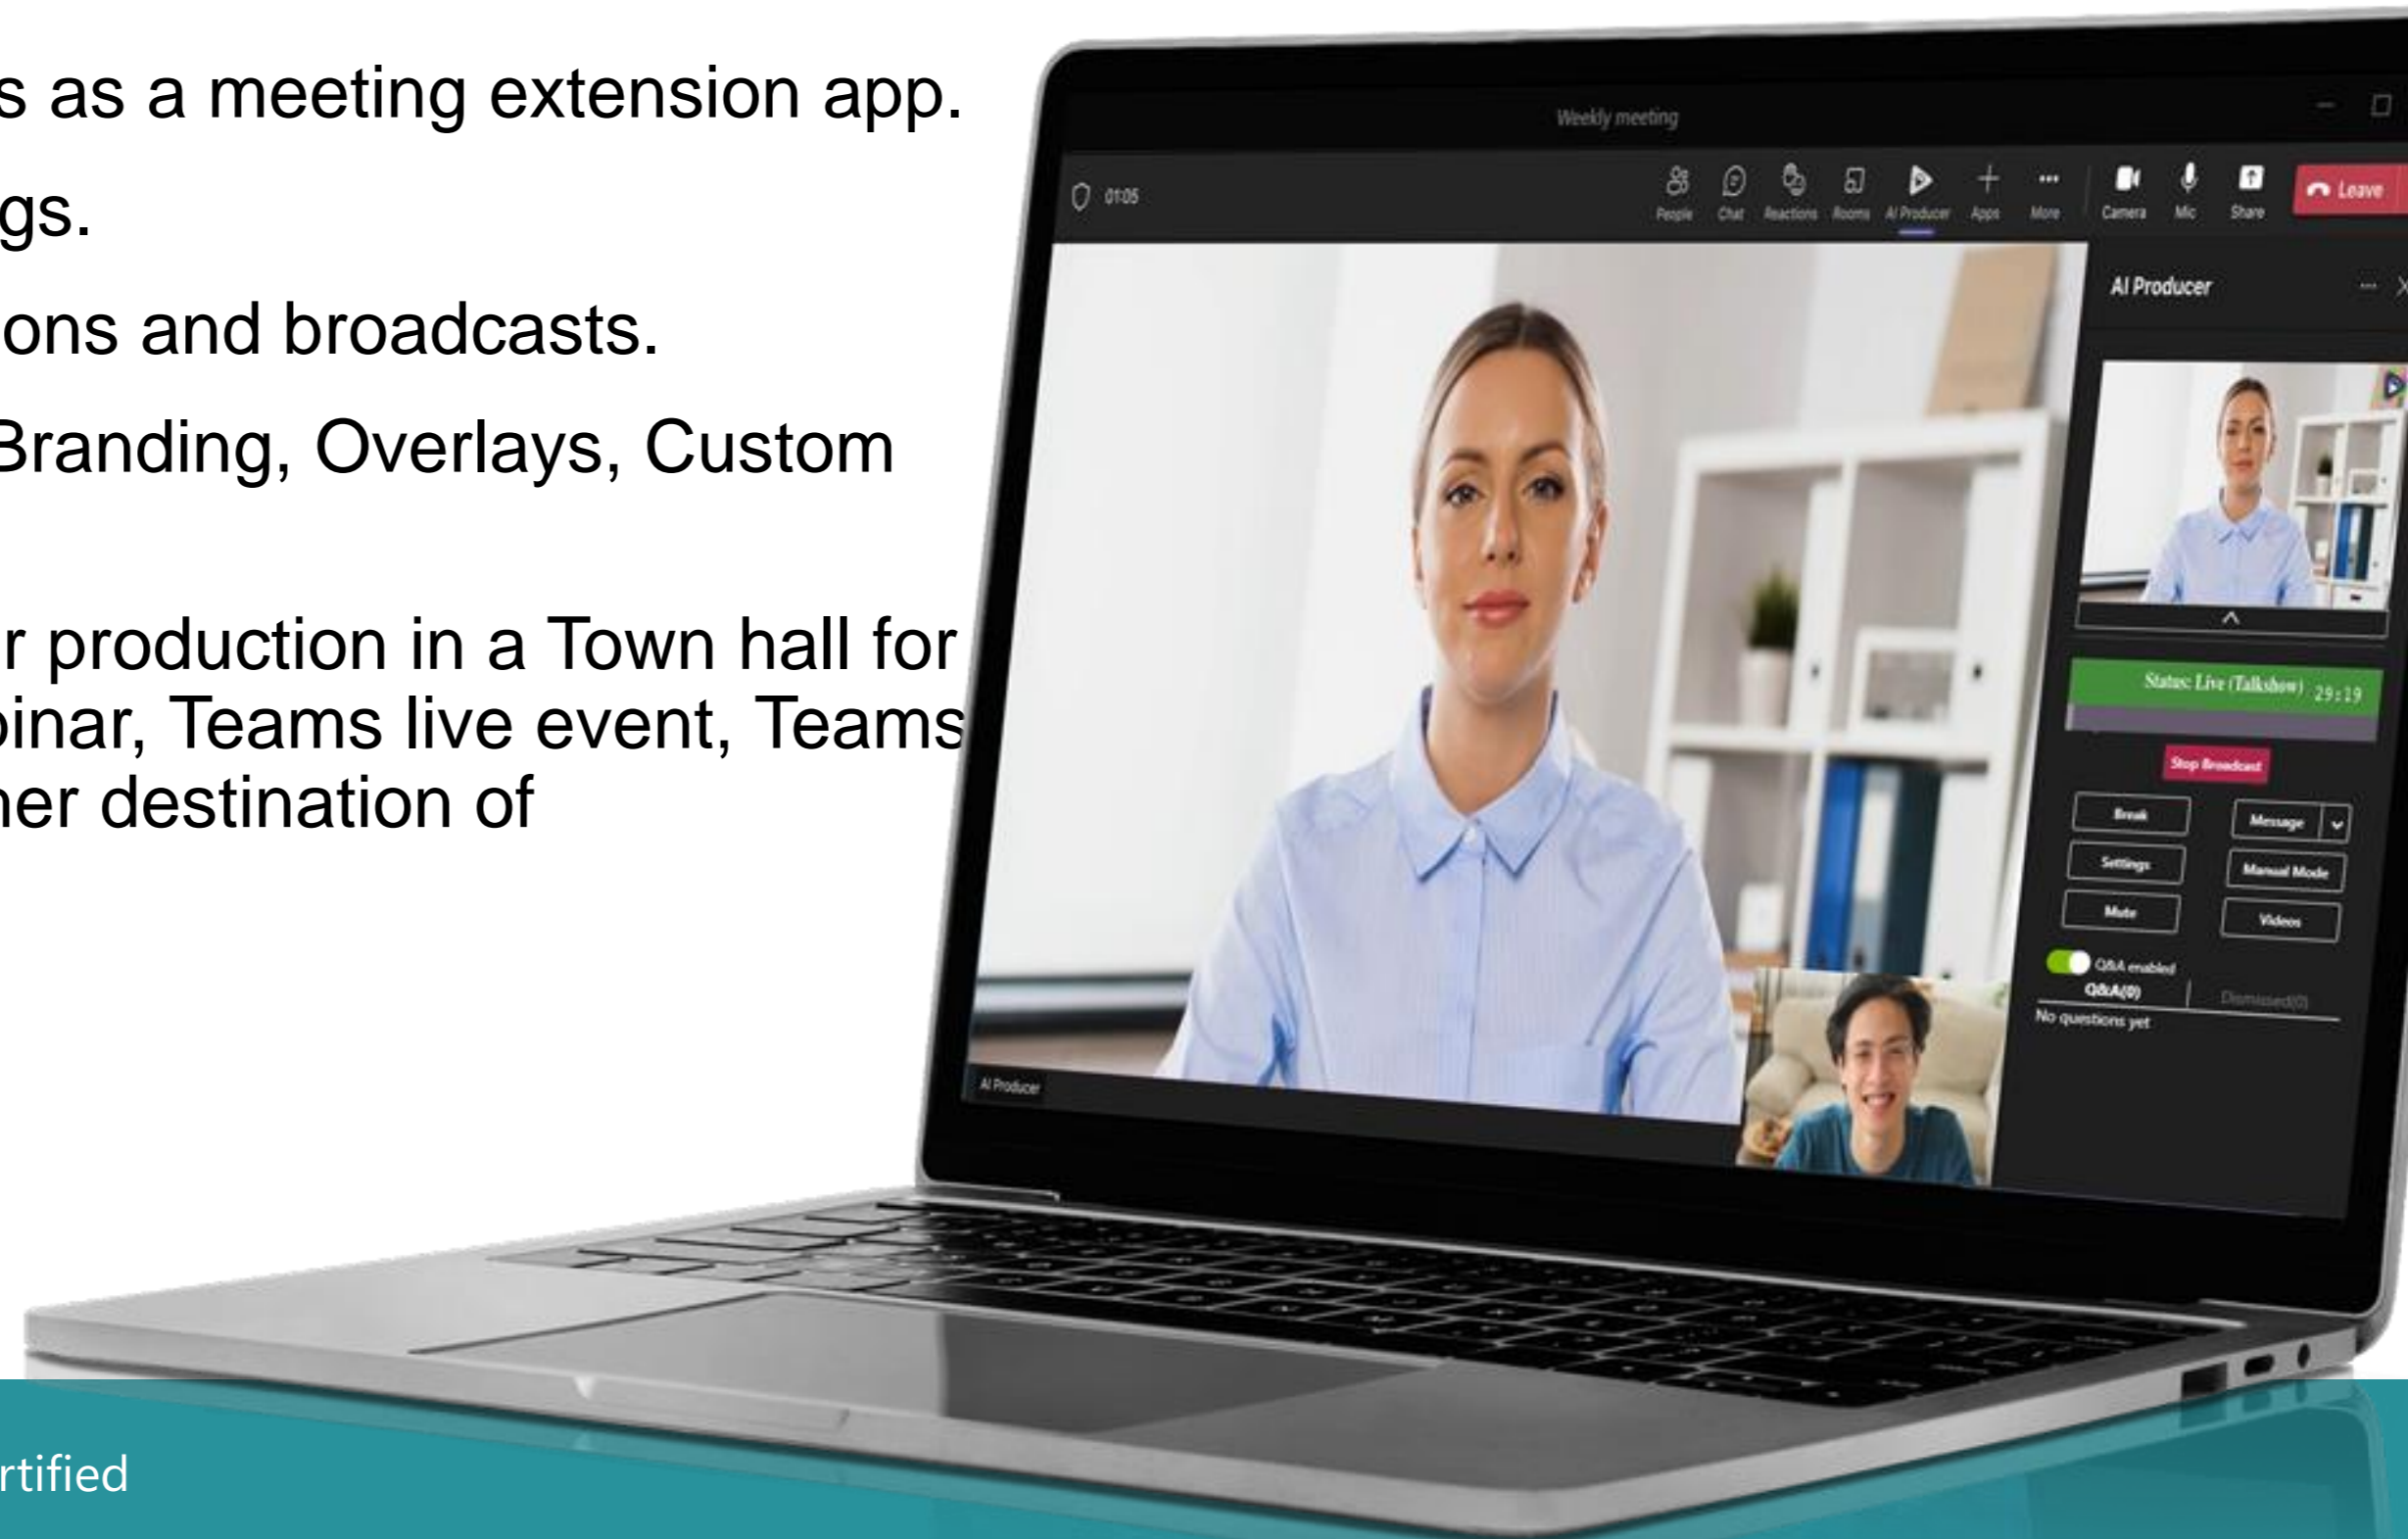 s as a meeting extension app.
gs.
ons and broadcasts.
Branding, Overlays, Custom
r production in a Town hall for
inar, Teams live event, Teams
her destination of
rtified
Weekly meeting
01:05
People Chat Reactions Rooms AI Producer Apps More Camera Mic Share Leave
AI Producer
Status: Live (Talkshow) 29:19
Stop Broadcast
Break Message
Settings Manual Mode
Mute Videos
Q&A enabled
Q&A(0) Dismissed(0)
No questions yet
AI Producer